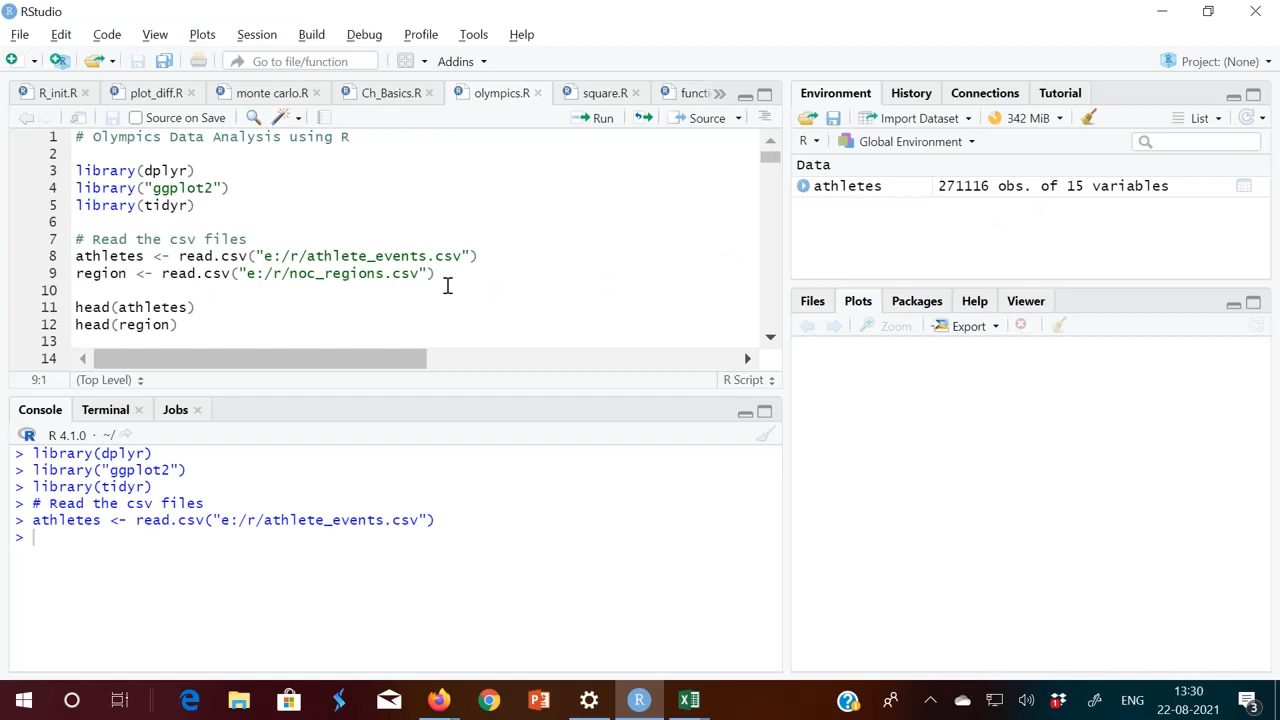 RStudio
File Edit Code View Plots Session Build Debug Profile Tools Help
Go to file/function Addins Project: (None)
R_init.R plot_diff.R monte carlo.R Ch_Basics.R olympics.R square.R functi
Source on Save Run Source
1 # Olympics Data Analysis using R
2
3 library(dplyr)
4 library("ggplot2")
5 library(tidyr)
6
7 # Read the csv files
8 athletes <- read.csv("e:/r/athlete_events.csv")
9 region <- read.csv("e:/r/noc_regions.csv")
10
11 head(athletes)
12 head(region)
13
14
9:1 (Top Level) R Script
Console Terminal Jobs
R 4.1.0 · ~/
> library(dplyr)
> library("ggplot2")
> library(tidyr)
> # Read the csv files
> athletes <- read.csv("e:/r/athlete_events.csv")
>
Environment History Connections Tutorial
Import Dataset 342 MiB List
R Global Environment
Data
athletes 271116 obs. of 15 variables
Files Plots Packages Help Viewer
Zoom Export
ENG
13:30
22-08-2021
3